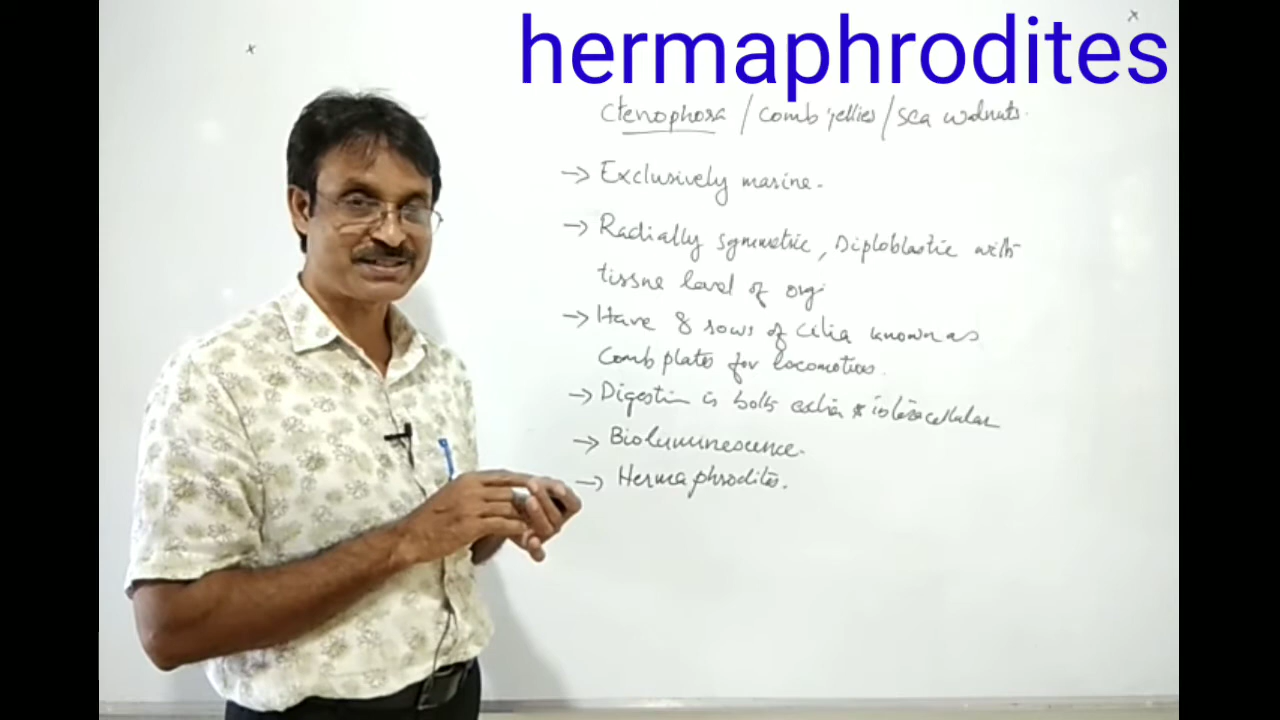 hermaphrodites
Ctenophora / Comb jellies / sea walnuts.
→ Exclusively marine.
→ Radially symmetric, Diploblastic with
tissue level of org.
→ Have 8 rows of cilia known as
Comb plates for locomotion.
→ Digestion is both extra & intracellular
→ Bioluminescence.
→ Hermaphrodites.